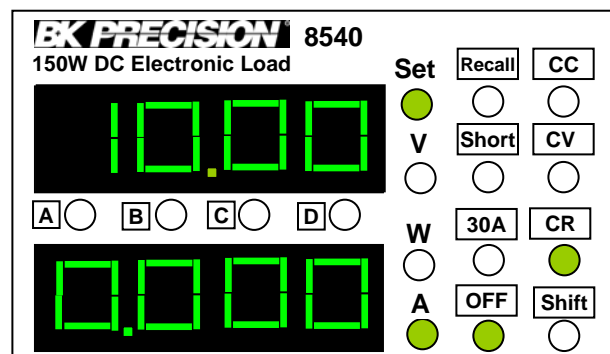 BK PRECISION® 8540
150W DC Electronic Load
Set Recall CC
10.00
V Short CV
A B C D
W 30A CR
0.000
A OFF Shift